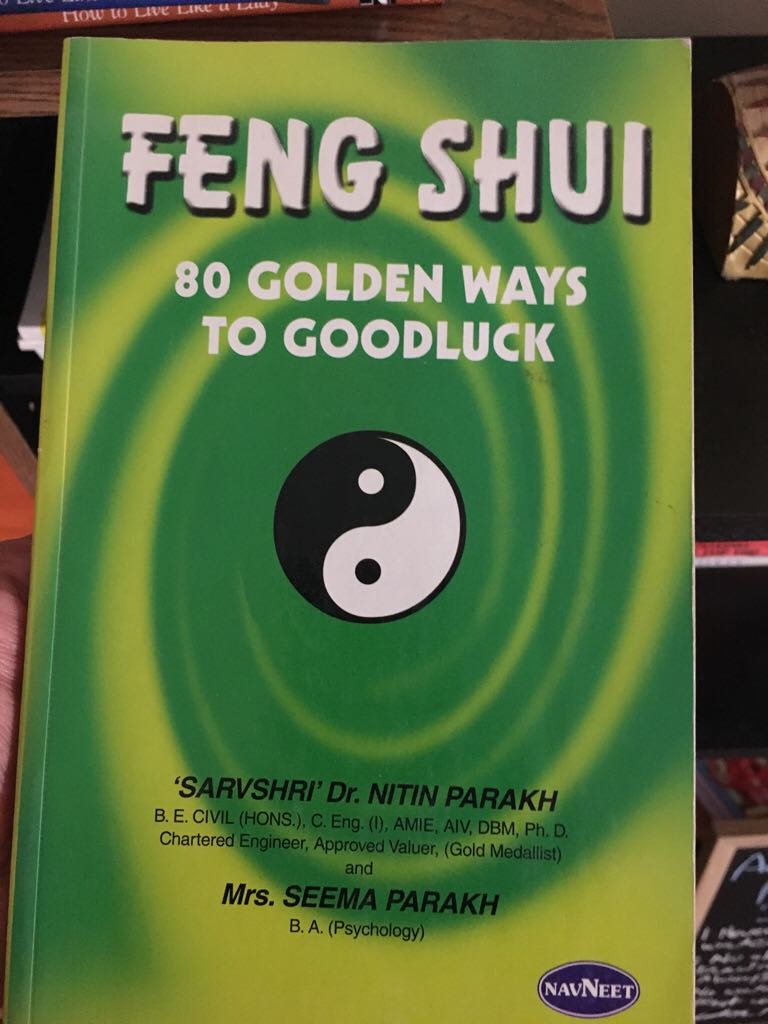 How to Live Like a Lady
FENG SHUI
80 GOLDEN WAYS
TO GOODLUCK
‘SARVSHRI’ Dr. NITIN PARAKH
B. E. CIVIL (HONS.), C. Eng. (I), AMIE, AIV, DBM, Ph. D.
Chartered Engineer, Approved Valuer, (Gold Medallist)
and
Mrs. SEEMA PARAKH
B. A. (Psychology)
NAVNEET